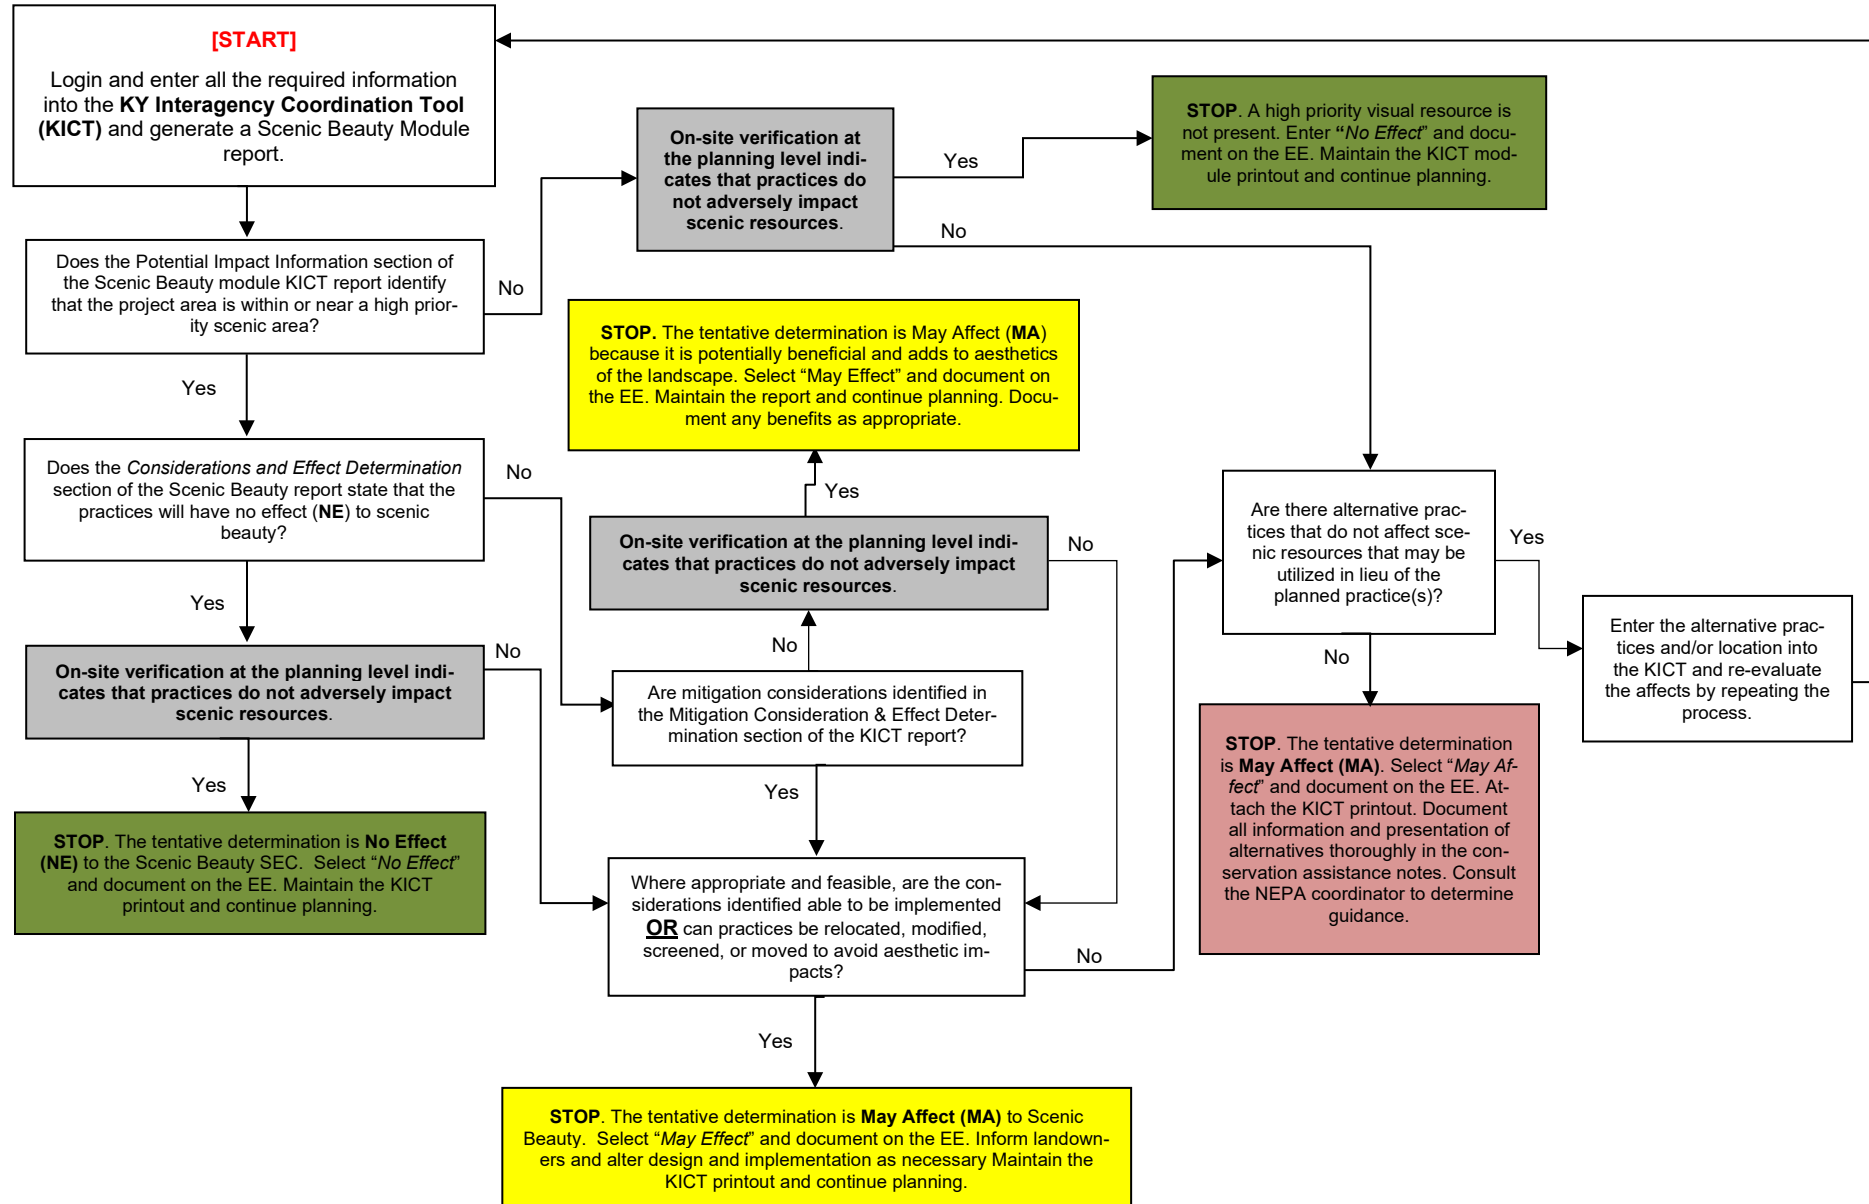 [START]
Login and enter all the required information
into the KY Interagency Coordination Tool
(KICT) and generate a Scenic Beauty Module
report.
Does the Potential Impact Information section of
the Scenic Beauty module KICT report identify
that the project area is within or near a high prior-
ity scenic area?
No
On-site verification at
the planning level indi-
cates that practices do
not adversely impact
scenic resources.
Yes
No
STOP. A high priority visual resource is
not present. Enter “No Effect” and docu-
ment on the EE. Maintain the KICT mod-
ule printout and continue planning.
Yes
Does the Considerations and Effect Determination
section of the Scenic Beauty report state that the
practices will have no effect (NE) to scenic
beauty?
No
Yes
On-site verification at the planning level indi-
cates that practices do not adversely impact
scenic resources.
No
Yes
STOP. The tentative determination is No Effect
(NE) to the Scenic Beauty SEC. Select “No Effect”
and document on the EE. Maintain the KICT
printout and continue planning.
STOP. The tentative determination is May Affect (MA)
because it is potentially beneficial and adds to aesthetics
of the landscape. Select “May Effect” and document on
the EE. Maintain the report and continue planning. Docu-
ment any benefits as appropriate.
Yes
On-site verification at the planning level indi-
cates that practices do not adversely impact
scenic resources.
No
No
Are mitigation considerations identified in
the Mitigation Consideration & Effect Deter-
mination section of the KICT report?
Yes
Where appropriate and feasible, are the con-
siderations identified able to be implemented
OR can practices be relocated, modified,
screened, or moved to avoid aesthetic im-
pacts?
No
Yes
STOP. The tentative determination is May Affect (MA) to Scenic
Beauty. Select “May Effect” and document on the EE. Inform landown-
ers and alter design and implementation as necessary Maintain the
KICT printout and continue planning.
Are there alternative prac-
tices that do not affect sce-
nic resources that may be
utilized in lieu of the
planned practice(s)?
Yes
No
Enter the alternative prac-
tices and/or location into
the KICT and re-evaluate
the affects by repeating the
process.
STOP. The tentative determination
is May Affect (MA). Select “May Af-
fect” and document on the EE. At-
tach the KICT printout. Document
all information and presentation of
alternatives thoroughly in the con-
servation assistance notes. Consult
the NEPA coordinator to determine
guidance.